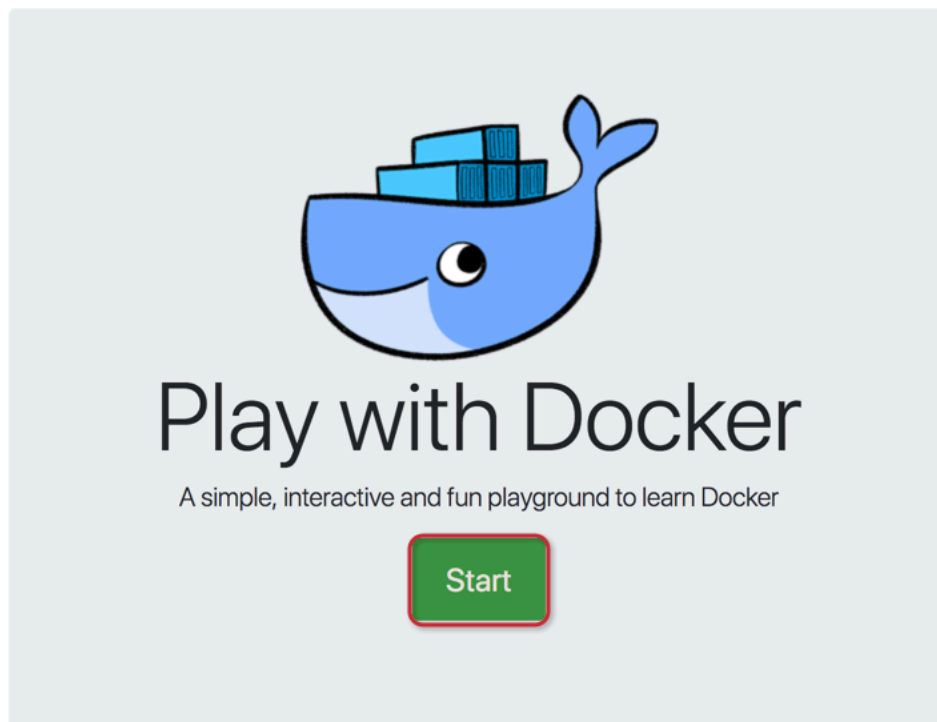 Play with Docker
A simple, interactive and fun playground to learn Docker
Start